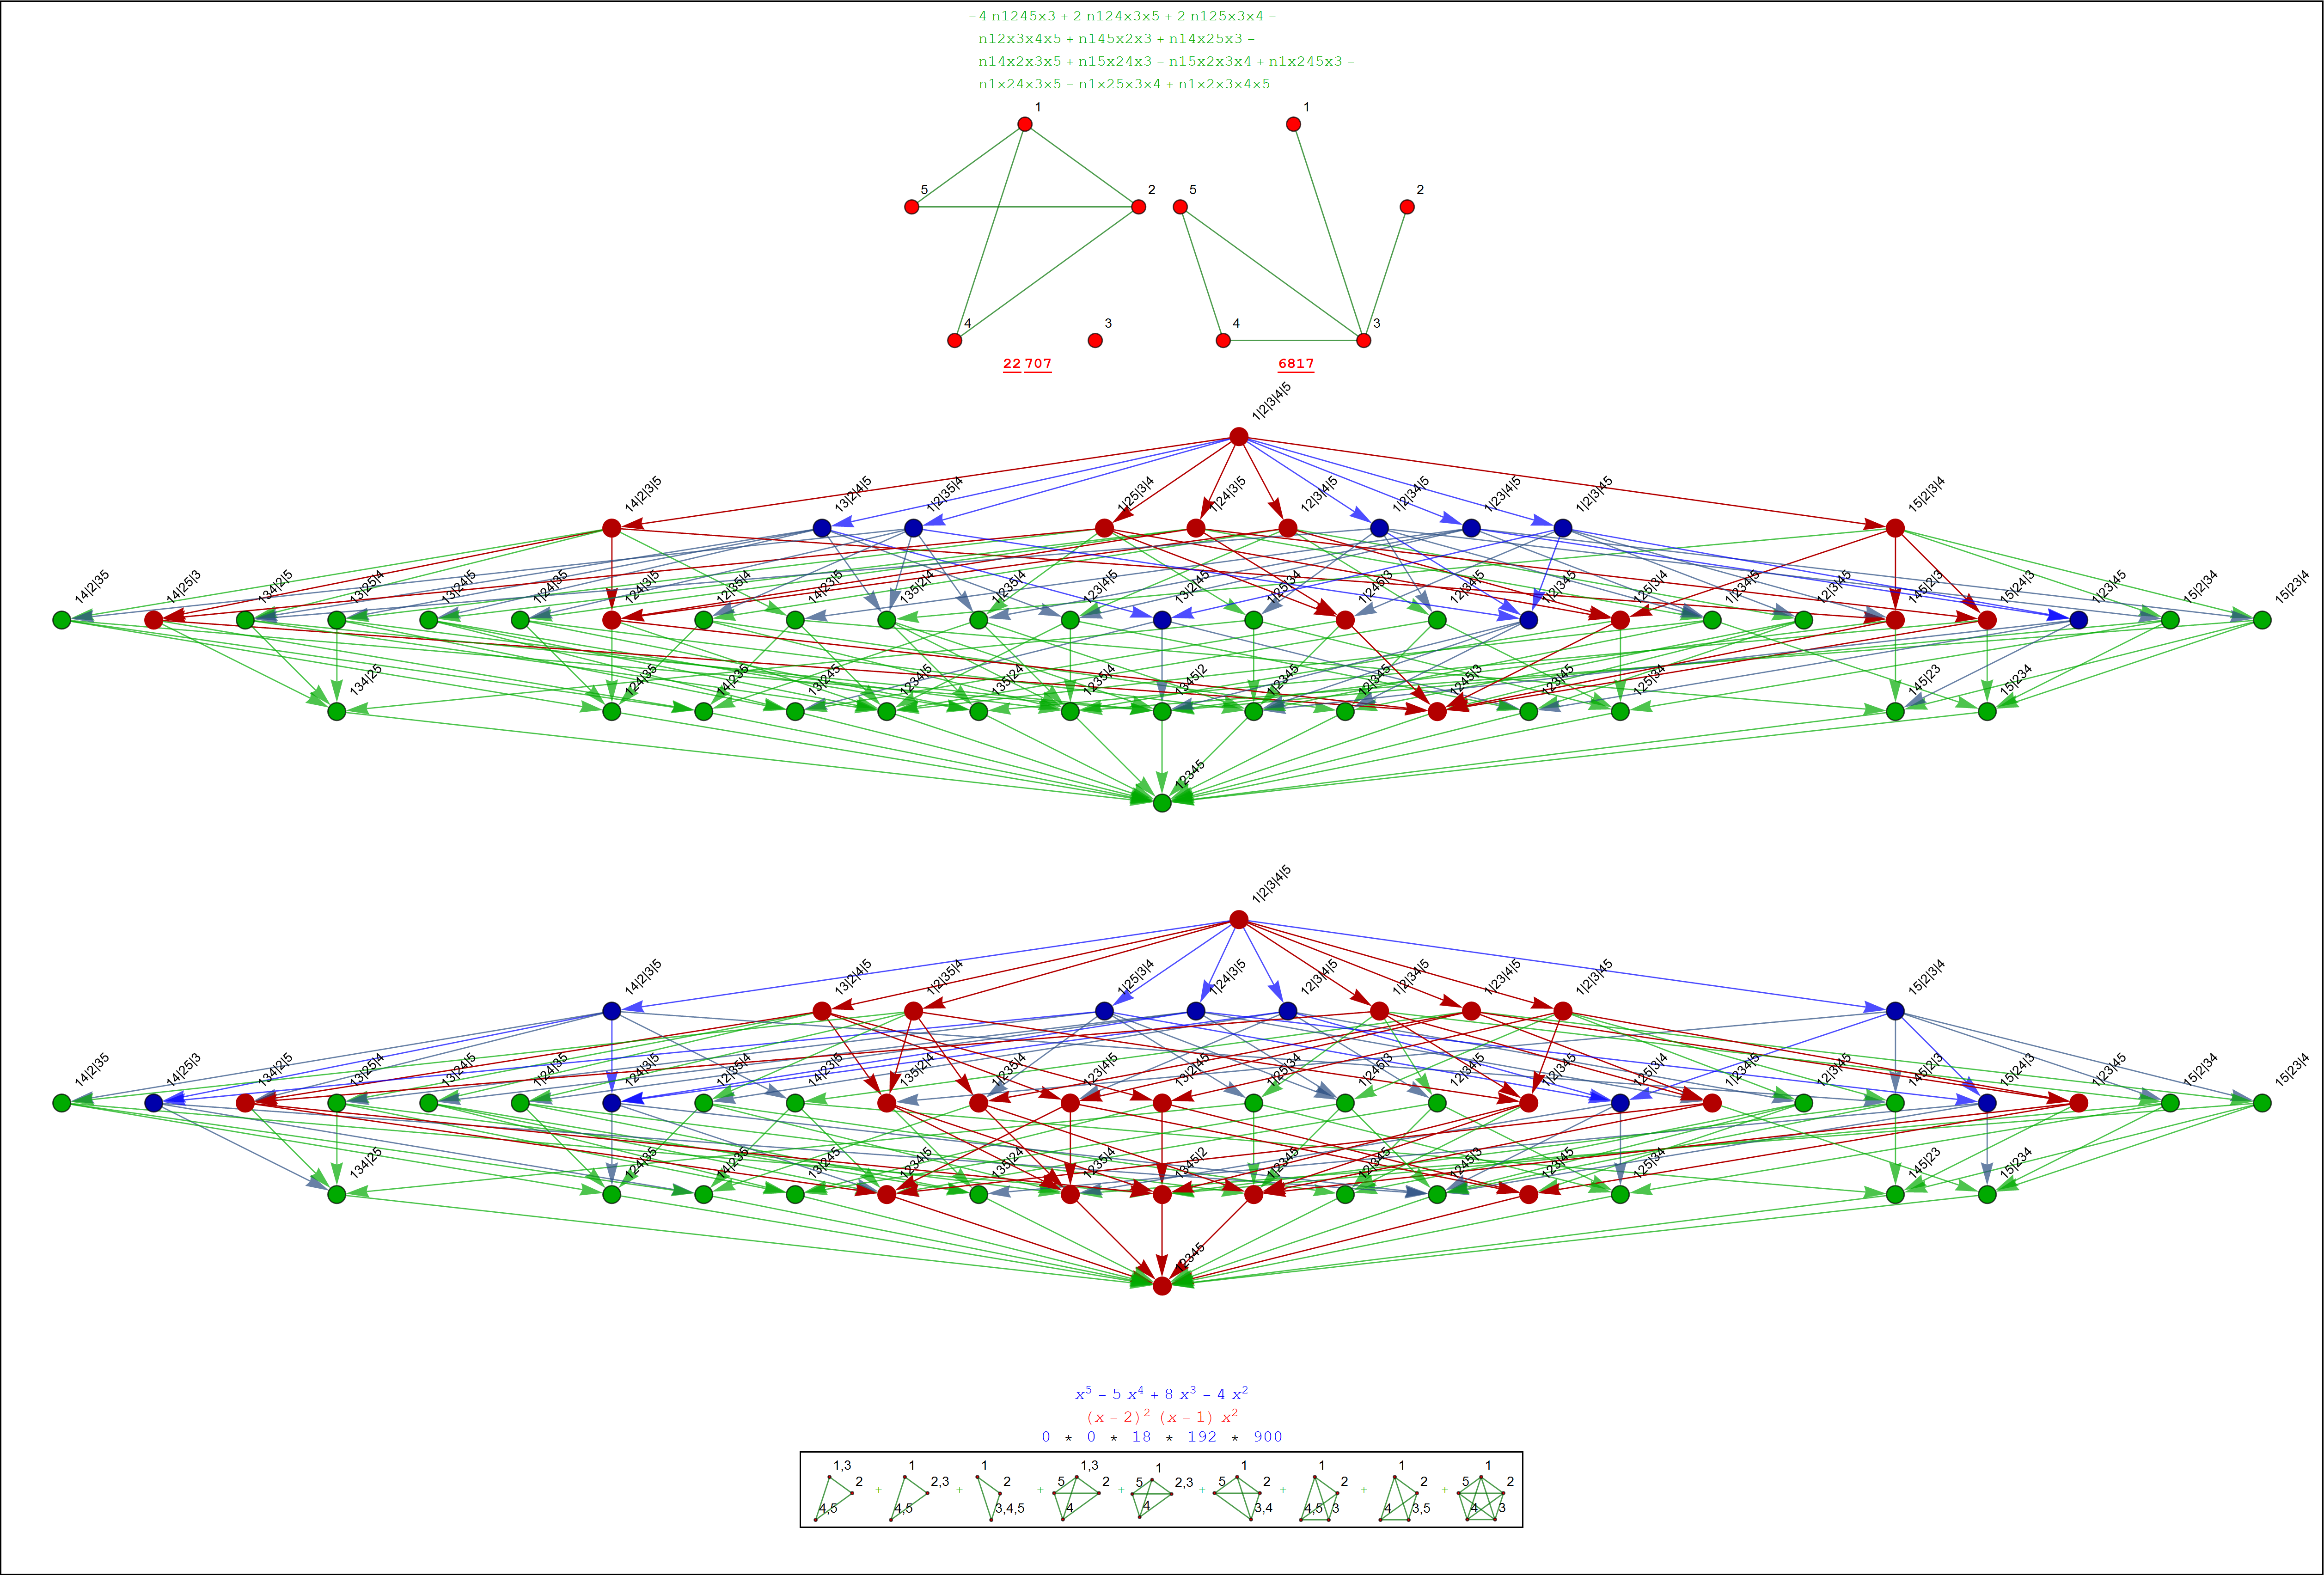 −4 n1245x3 + 2 n124x3x5 + 2 n125x3x4 −
n12x3x4x5 + n145x2x3 + n14x25x3 −
n14x2x3x5 + n15x24x3 − n15x2x3x4 + n1x245x3 −
n1x24x3x5 − n1x25x3x4 + n1x2x3x4x5
1 1
5 2 5 2
4 3 4 3
22 707 6817
1|2|3|4|5
14|2|3|5 13|2|4|5 1|2|35|4 1|25|3|4 1|24|3|5 12|3|4|5 1|2|34|5 1|23|4|5 1|2|3|45 15|2|3|4
14|2|35 14|25|3 134|2|5 13|25|4 13|24|5 1|24|35 124|3|5 12|35|4 14|23|5 135|2|4 1|235|4 123|4|5 13|2|45 1|25|34 1|245|3 12|34|5 1|2|345 125|3|4 1|234|5 12|3|45 145|2|3 15|24|3 1|23|45 15|2|34 15|23|4
134|25 124|35 14|235 13|245 1234|5 135|24 1235|4 1345|2 1|2345 12|345 1245|3 123|45 125|34 145|23 15|234
12345
1|2|3|4|5
14|2|3|5 13|2|4|5 1|2|35|4 1|25|3|4 1|24|3|5 12|3|4|5 1|2|34|5 1|23|4|5 1|2|3|45 15|2|3|4
14|2|35 14|25|3 134|2|5 13|25|4 13|24|5 1|24|35 124|3|5 12|35|4 14|23|5 135|2|4 1|235|4 123|4|5 13|2|45 1|25|34 1|245|3 12|34|5 1|2|345 125|3|4 1|234|5 12|3|45 145|2|3 15|24|3 1|23|45 15|2|34 15|23|4
134|25 124|35 14|235 13|245 1234|5 135|24 1235|4 1345|2 1|2345 12|345 1245|3 123|45 125|34 145|23 15|234
12345
x⁵ − 5 x⁴ + 8 x³ − 4 x²
(x − 2)² (x − 1) x²
0 * 0 * 18 * 192 * 900
1,3 1 1 1,3 1 1 1 1 1
2 2,3 2 5 2 5 2,3 5 2 2 2 5 2
+ + + + + + + +
4,5 4,5 3,4,5 4 4 3,4 4,5 3 4 3,5 4 3